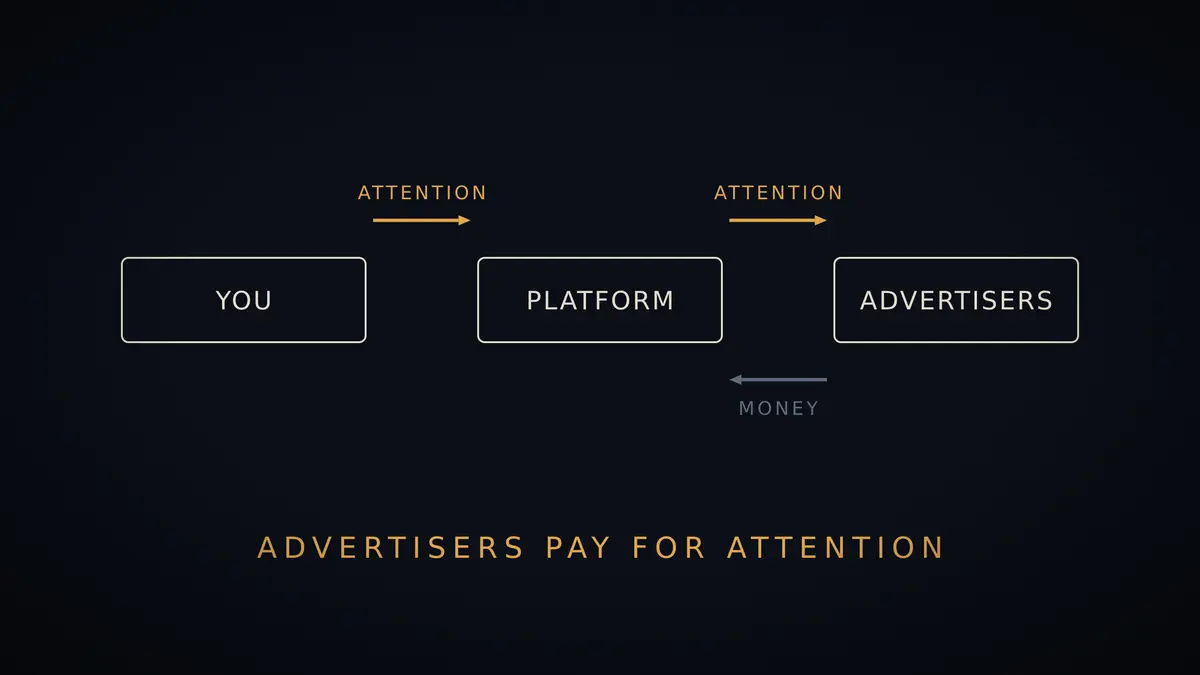 ATTENTION
ATTENTION
YOU
PLATFORM
ADVERTISERS
MONEY
ADVERTISERS PAY FOR ATTENTION